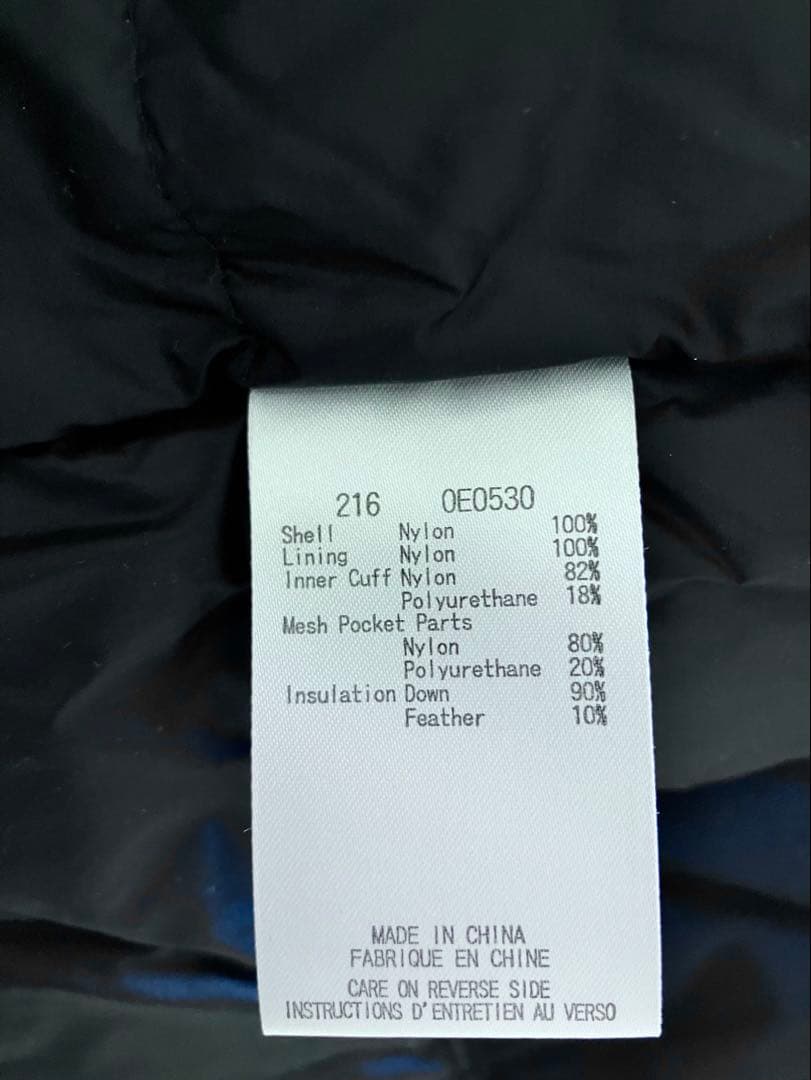 216 0E0530
Shell Nylon 100%
Lining Nylon 100%
Inner Cuff Nylon 82%
Polyurethane 18%
Mesh Pocket Parts
Nylon 80%
Polyurethane 20%
Insulation Down 90%
Feather 10%
MADE IN CHINA
FABRIQUE EN CHINE
CARE ON REVERSE SIDE
INSTRUCTIONS D'ENTRETIEN AU VERSO